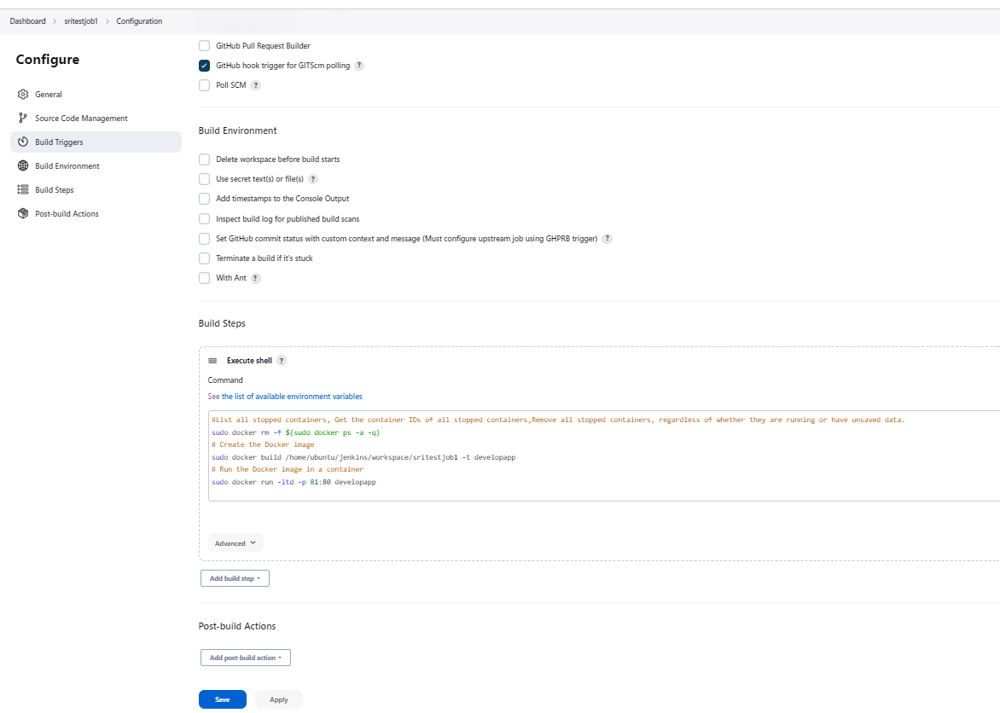 Dashboard > sritestjob1 > Configuration
Configure
General
Source Code Management
Build Triggers
Build Environment
Build Steps
Post-build Actions
GitHub Pull Request Builder
GitHub hook trigger for GITScm polling ?
Poll SCM ?
Build Environment
Delete workspace before build starts
Use secret text(s) or file(s) ?
Add timestamps to the Console Output
Inspect build log for published build scans
Set GitHub commit status with custom context and message (Must configure upstream job using GHPRB trigger) ?
Terminate a build if it's stuck
With Ant ?
Build Steps
Execute shell ?
Command
See the list of available environment variables
#List all stopped containers, Get the container IDs of all stopped containers,Remove all stopped containers, regardless of whether they are running or have unsaved data.
sudo docker rm -f $(sudo docker ps -a -q)
# Create the Docker image
sudo docker build /home/ubuntu/jenkins/workspace/sritestjob1 -t developapp
# Run the Docker image in a container
sudo docker run -itd -p 81:80 developapp
Advanced
Add build step
Post-build Actions
Add post-build action
Save
Apply